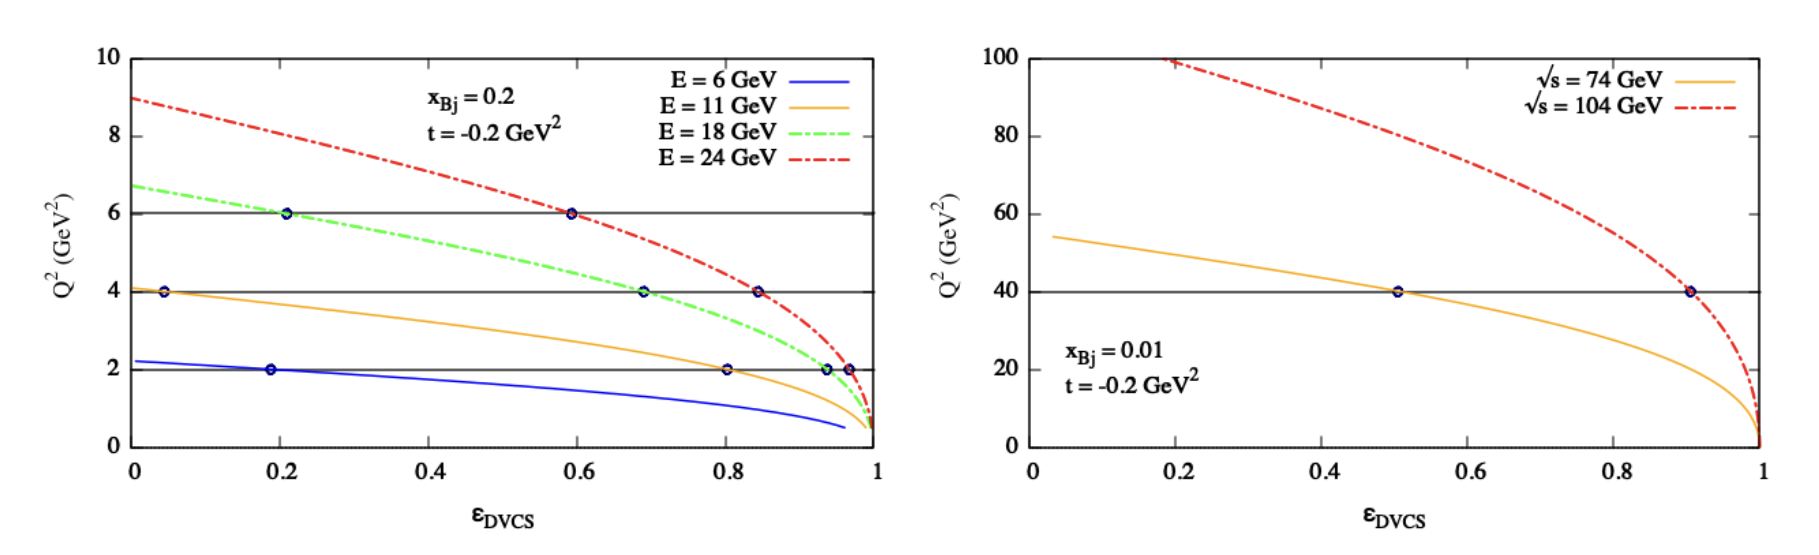 10
8
6
4
2
0
Q² (GeV²)
x_Bj = 0.2
t = -0.2 GeV²
E = 6 GeV
E = 11 GeV
E = 18 GeV
E = 24 GeV
0 0.2 0.4 0.6 0.8 1
ε_DVCS
100
80
60
40
20
0
Q² (GeV²)
√s = 74 GeV
√s = 104 GeV
x_Bj = 0.01
t = -0.2 GeV²
0 0.2 0.4 0.6 0.8 1
ε_DVCS